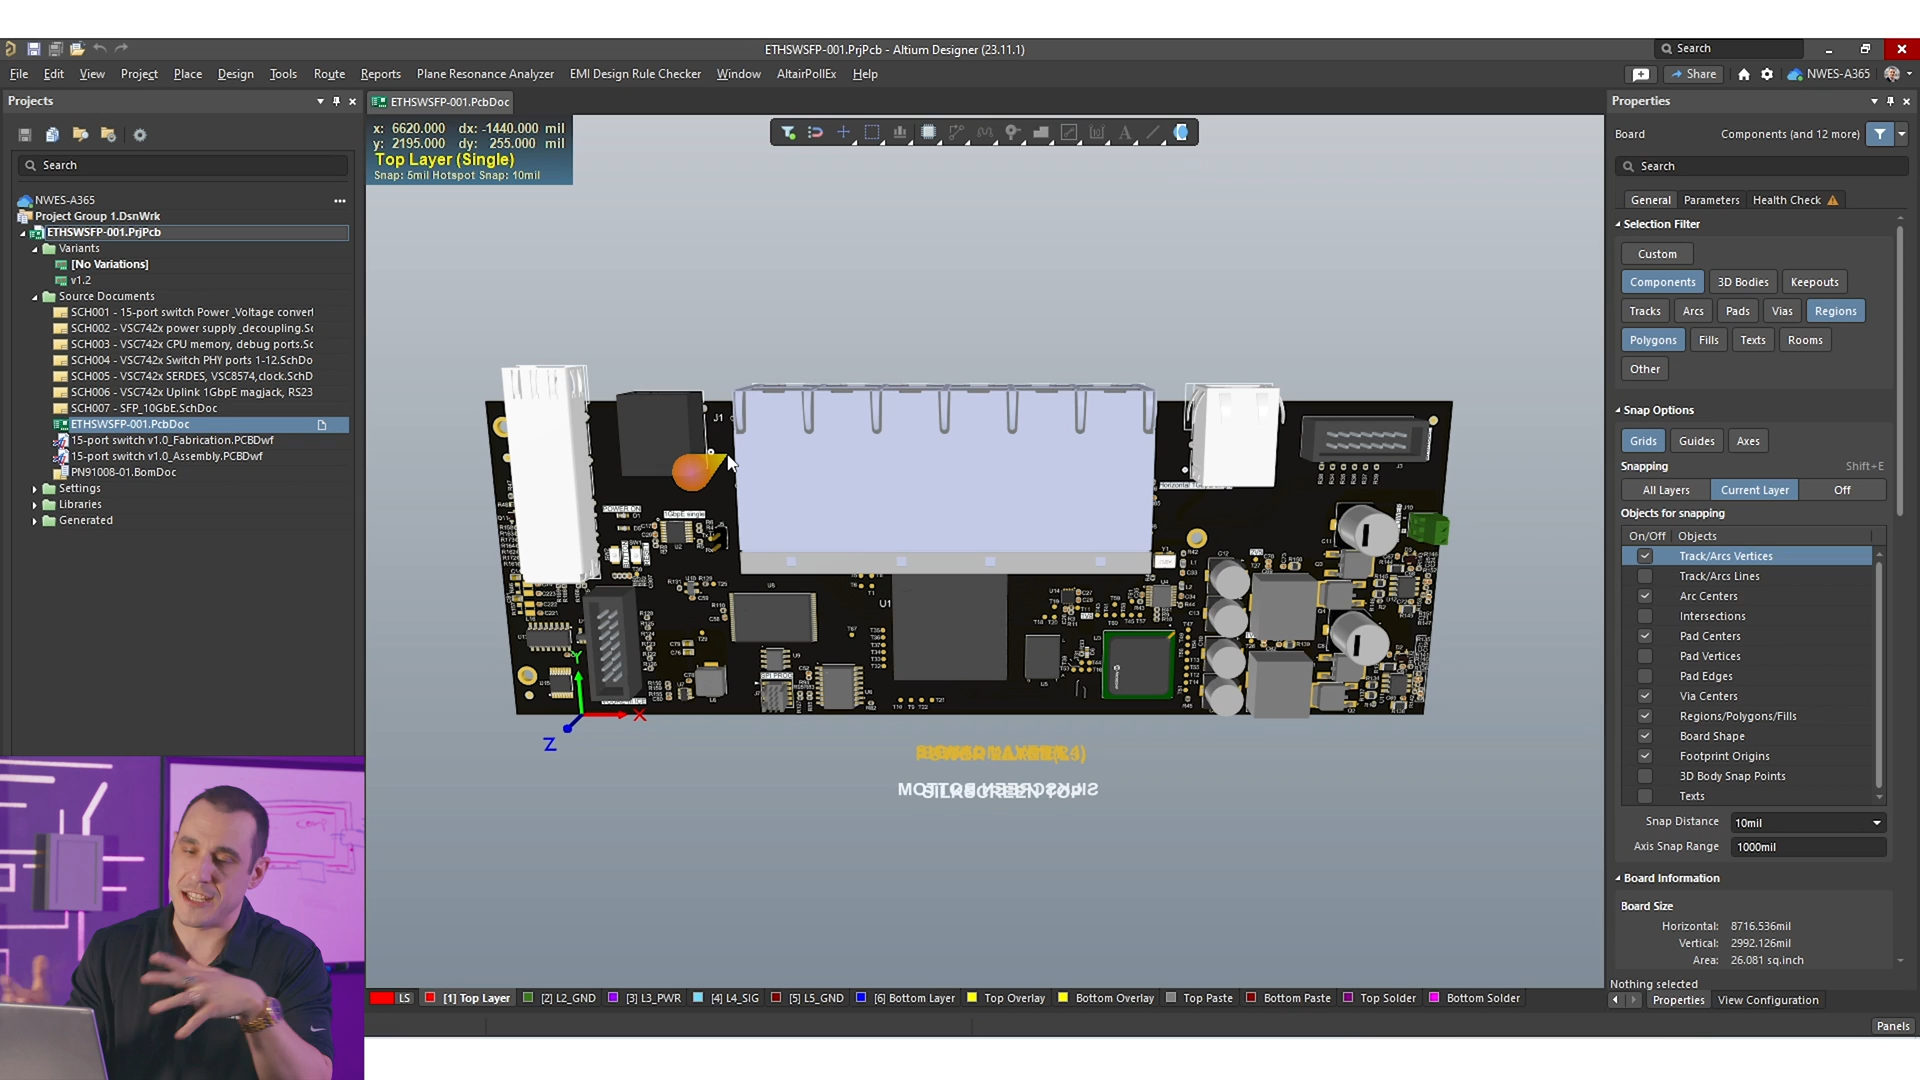 ETHSWSFP-001.PrjPcb - Altium Designer (23.11.1)
Search
File Edit View Project Place Design Tools Route Reports Plane Resonance Analyzer EMI Design Rule Checker Window AltairPollEx Help
Share
NWES-A365
Projects
ETHSWSFP-001.PcbDoc
Properties
Search
NWES-A365
Project Group 1.DsnWrk
ETHSWSFP-001.PrjPcb
Variants
[No Variations]
v1.2
Source Documents
SCH001 - 15-port switch Power _Voltage convert
SCH002 - VSC742x power supply _decoupling.Sc
SCH003 - VSC742x CPU memory, debug ports.Sc
SCH004 - VSC742x Switch PHY ports 1-12.SchDo
SCH005 - VSC742x SERDES, VSC8574,clock.SchD
SCH006 - VSC742x Uplink 1GbpE magjack, RS23
SCH007 - SFP_10GbE.SchDoc
ETHSWSFP-001.PcbDoc
15-port switch v1.0_Fabrication.PCBDwf
15-port switch v1.0_Assembly.PCBDwf
PN91008-01.BomDoc
Settings
Libraries
Generated
x: 6620.000 dx: -1440.000 mil
y: 2195.000 dy: 255.000 mil
Top Layer (Single)
Snap: 5mil Hotspot Snap: 10mil
J1
POWER ON
1GbpE single
U1
SILKSCREEN TOP
Y
X
Z
Board Components (and 12 more)
Search
General Parameters Health Check
Selection Filter
Custom
Components 3D Bodies Keepouts
Tracks Arcs Pads Vias Regions
Polygons Fills Texts Rooms
Other
Snap Options
Grids Guides Axes
Snapping Shift+E
All Layers Current Layer Off
Objects for snapping
On/Off Objects
Track/Arcs Vertices
Track/Arcs Lines
Arc Centers
Intersections
Pad Centers
Pad Vertices
Pad Edges
Via Centers
Regions/Polygons/Fills
Board Shape
Footprint Origins
3D Body Snap Points
Texts
Snap Distance 10mil
Axis Snap Range 1000mil
Board Information
Board Size
Horizontal: 8716.536mil
Vertical: 2992.126mil
Area: 26.081 sq.inch
Nothing selected
LS [1] Top Layer [2] L2_GND [3] L3_PWR [4] L4_SIG [5] L5_GND [6] Bottom Layer Top Overlay Bottom Overlay Top Paste Bottom Paste Top Solder Bottom Solder
Properties View Configuration
Panels